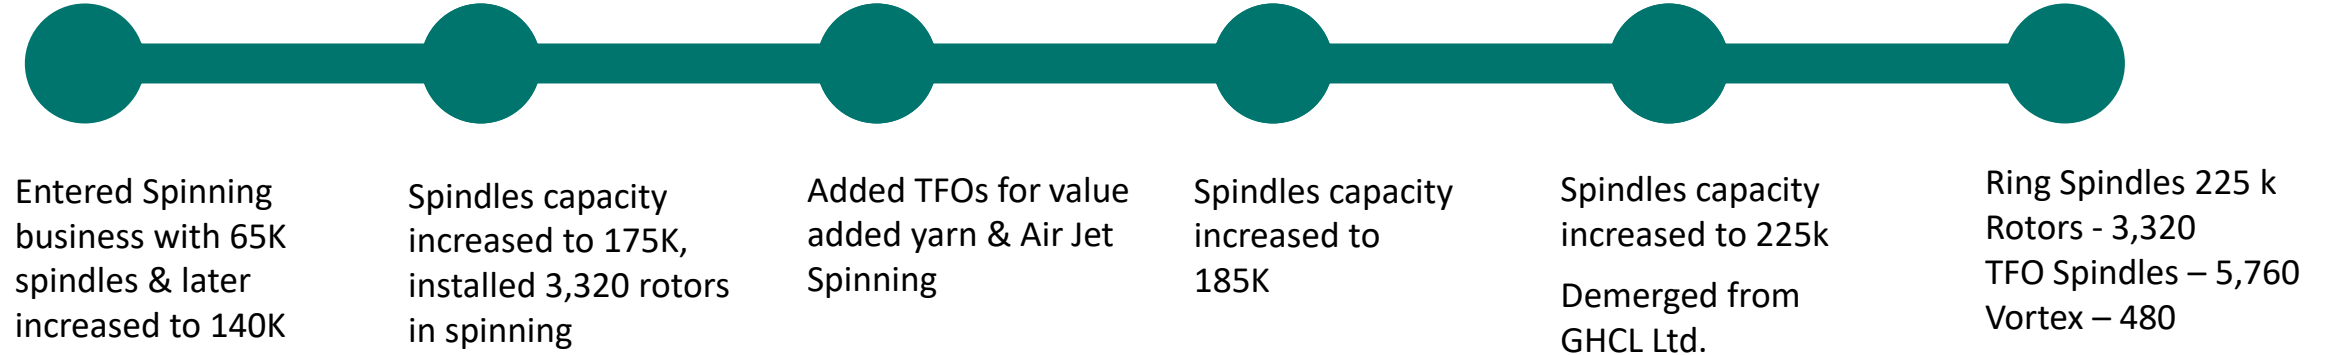 Entered Spinning
business with 65K
spindles & later
increased to 140K
Spindles capacity
increased to 175K,
installed 3,320 rotors
in spinning
Added TFOs for value
added yarn & Air Jet
Spinning
Spindles capacity
increased to
185K
Spindles capacity
increased to 225k
Demerged from
GHCL Ltd.
Ring Spindles 225 k
Rotors - 3,320
TFO Spindles – 5,760
Vortex – 480